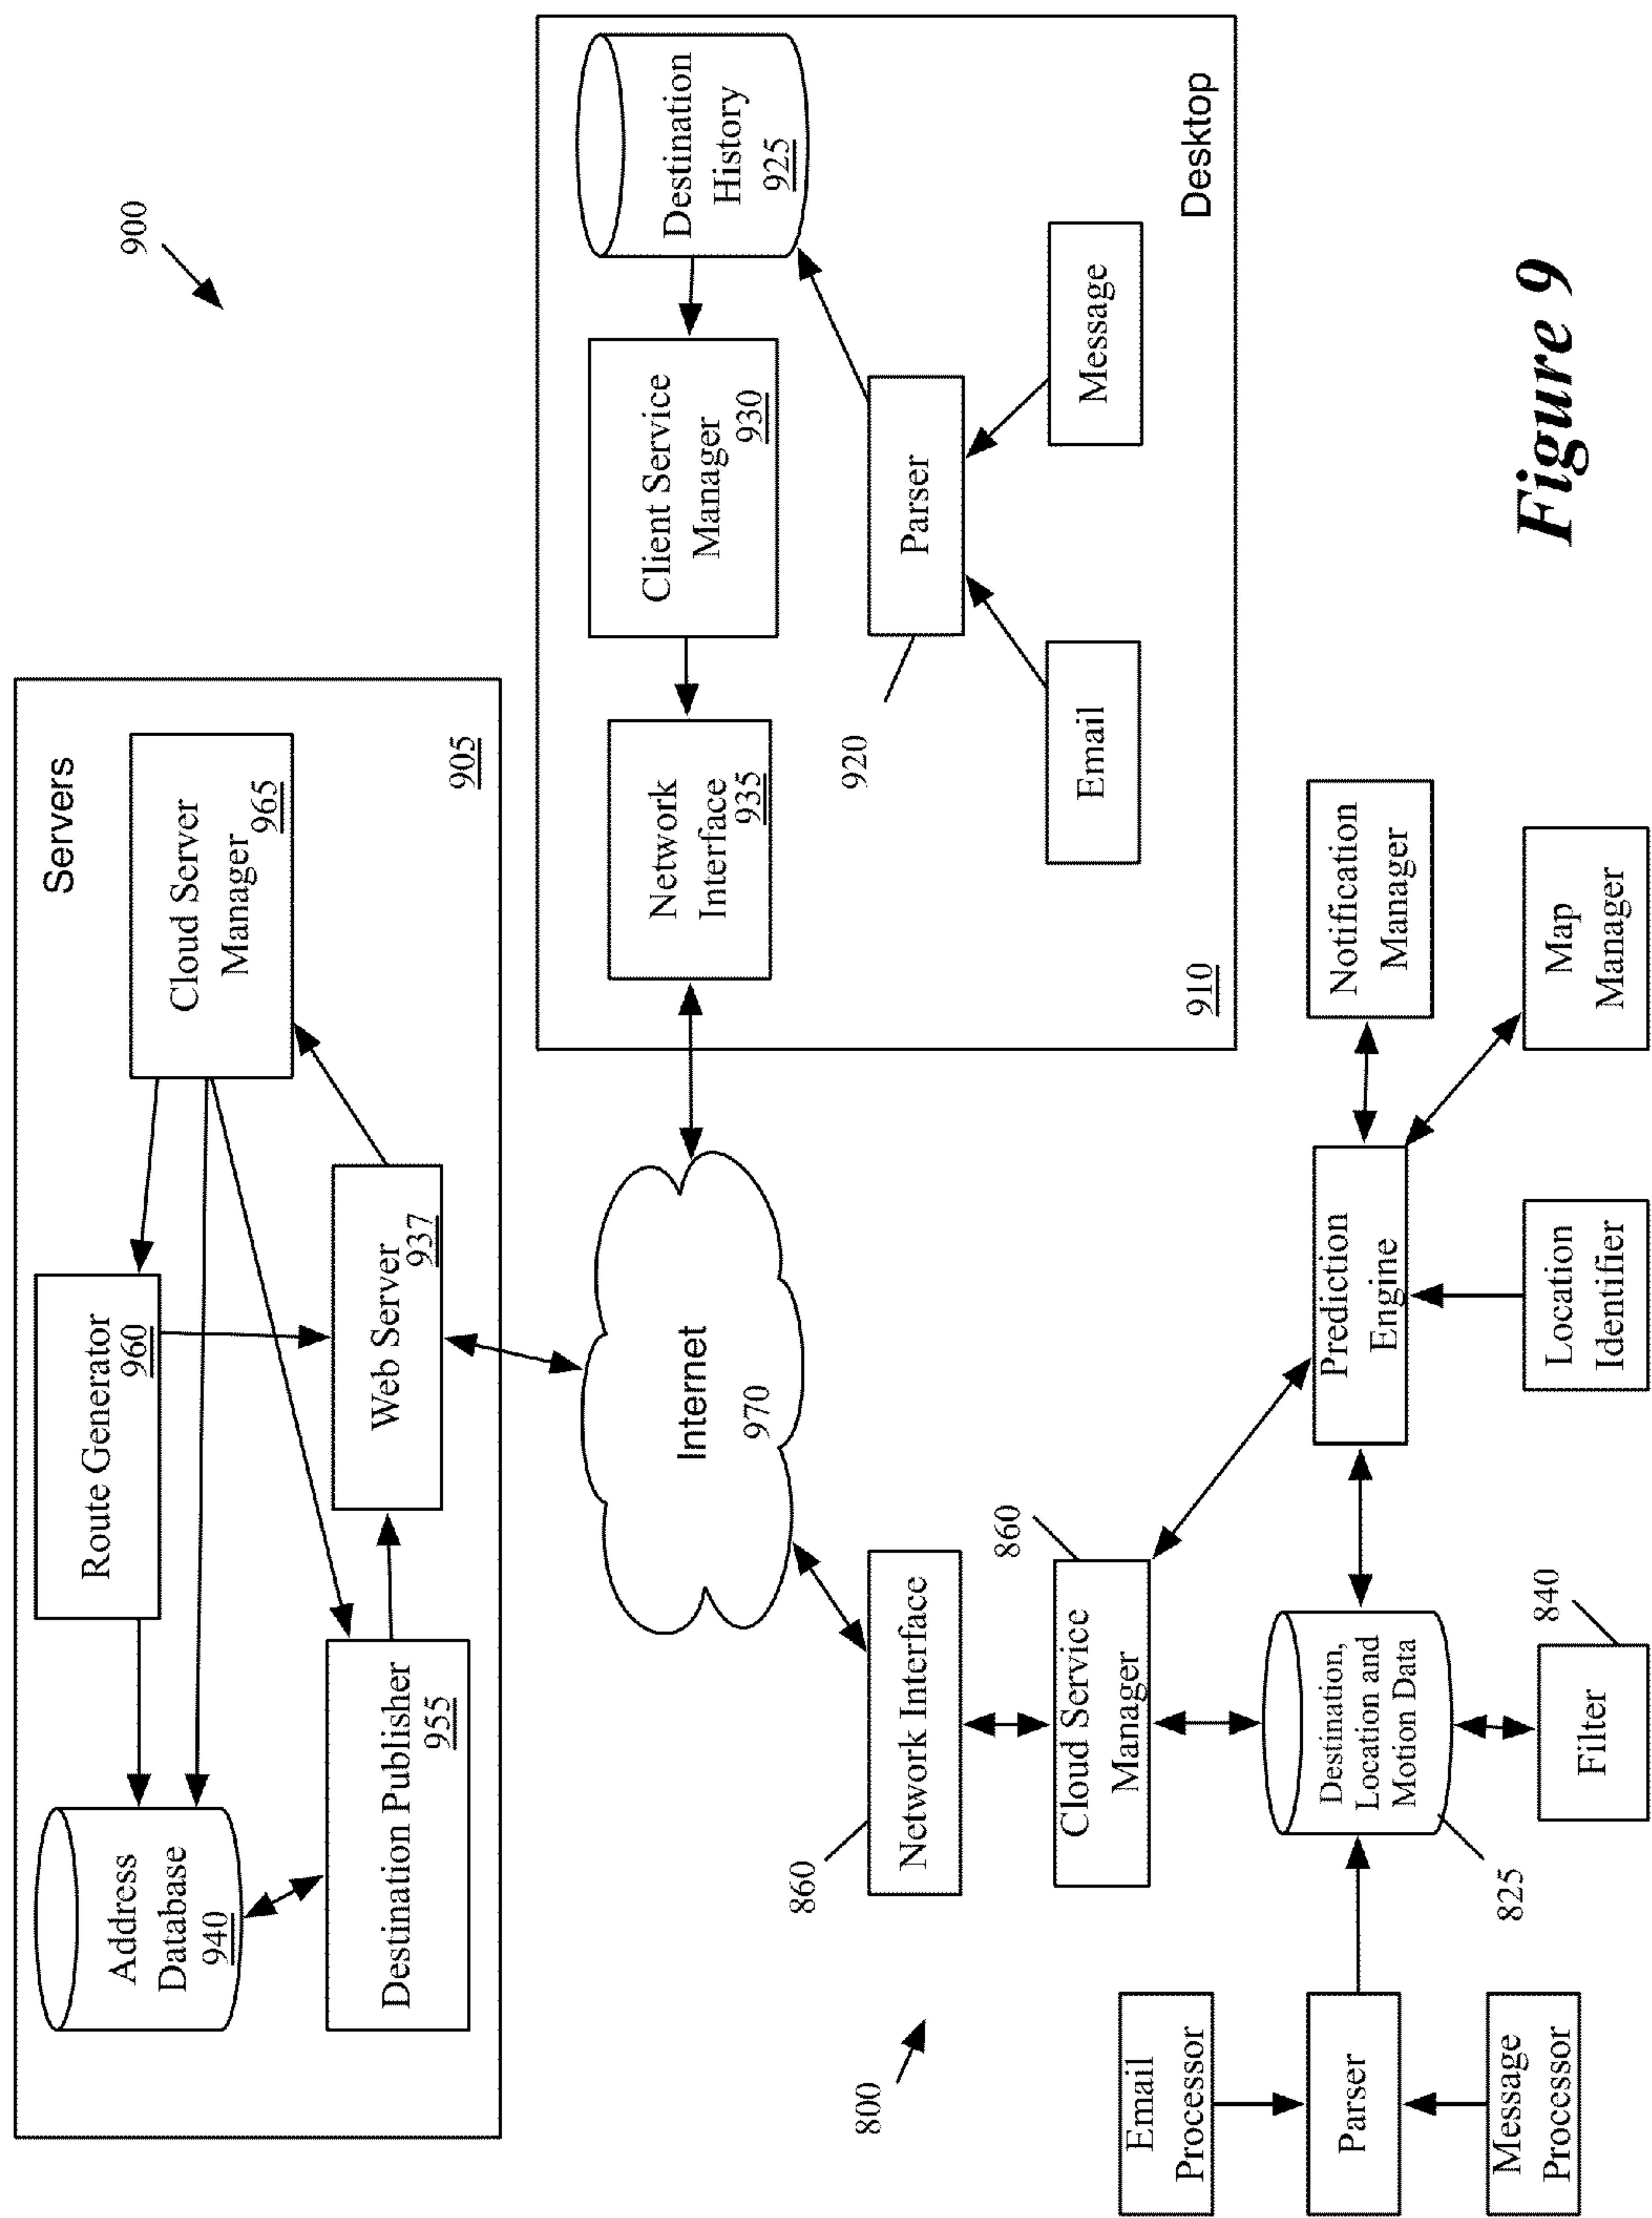 900
Servers
Address
Database
940
Route Generator
960
Cloud Server
Manager
965
Destination Publisher
955
Web Server
937
905
Internet
970
Network
Interface
935
Client Service
Manager
930
Destination
History
925
920
Parser
Email
Message
910
Desktop
800
860
Network Interface
860
Cloud Service
Manager
Email
Processor
Parser
Message
Processor
Destination,
Location and
Motion Data
825
840
Filter
Prediction
Engine
Location
Identifier
Notification
Manager
Map
Manager
Figure 9